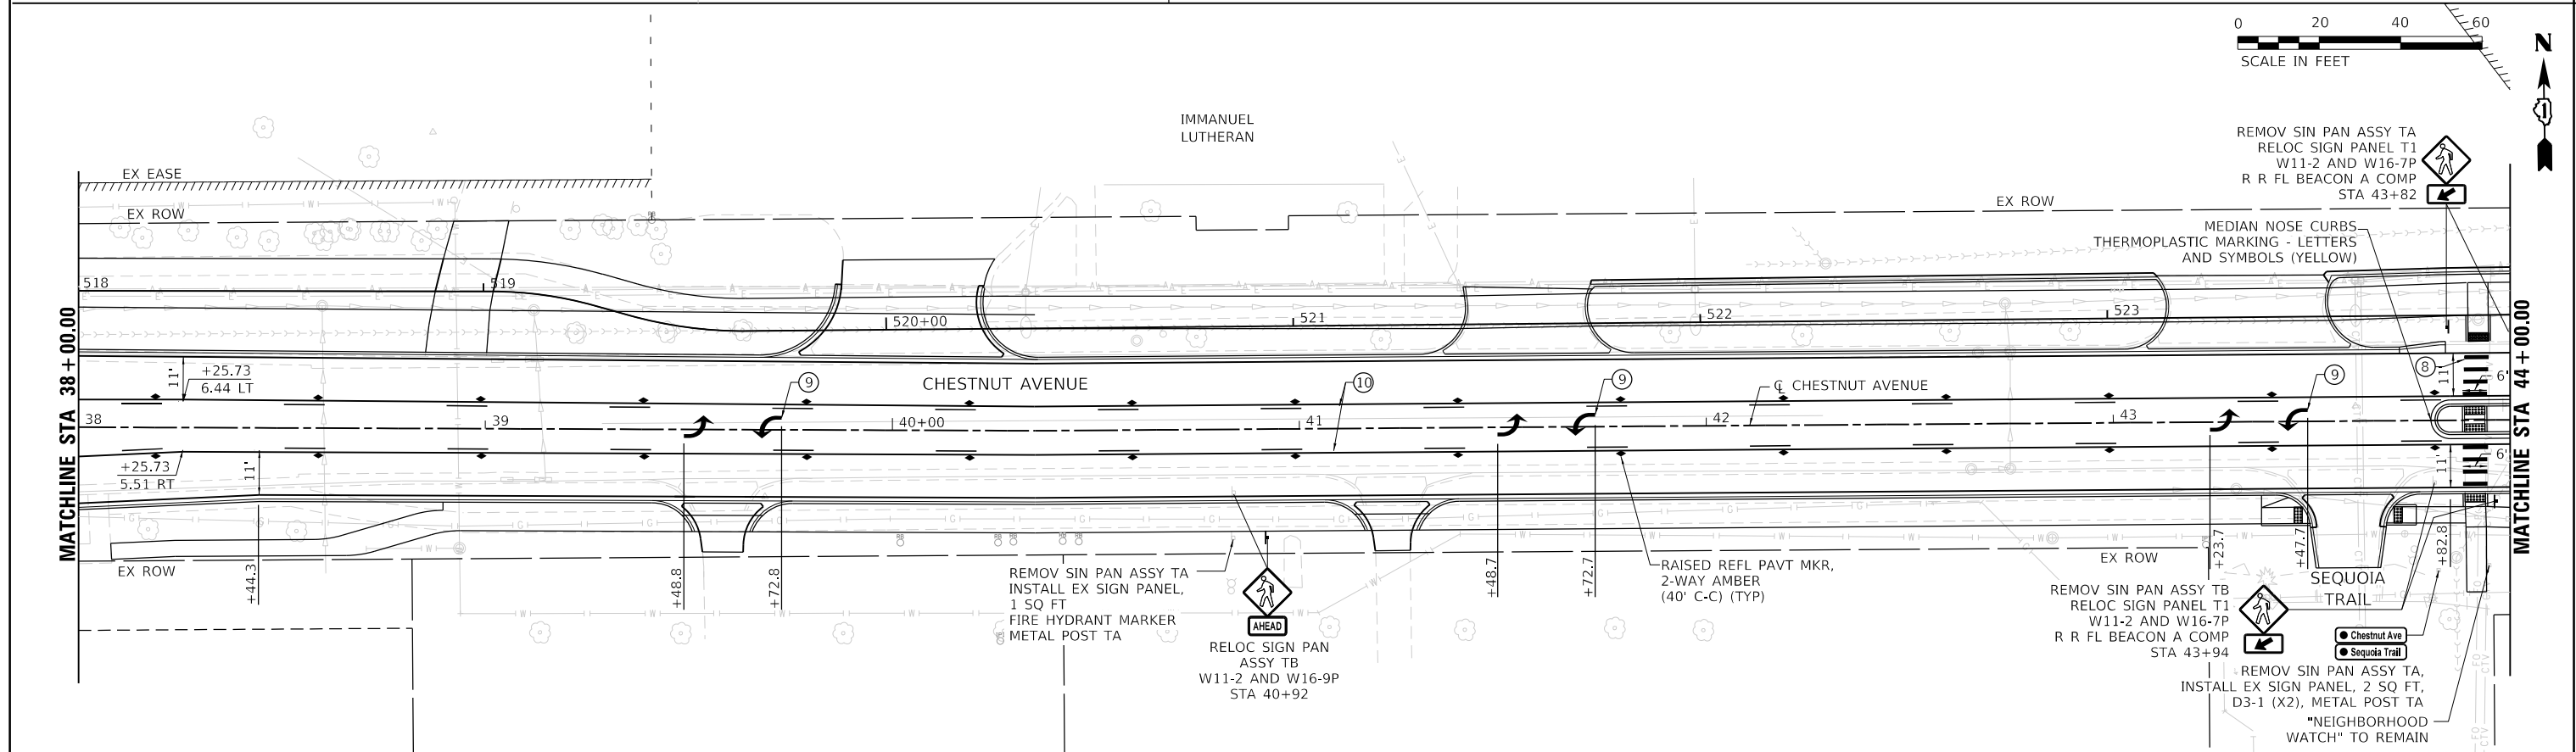 0 20 40 60
SCALE IN FEET
N
IMMANUEL
LUTHERAN
REMOV SIN PAN ASSY TA
RELOC SIGN PANEL T1
W11-2 AND W16-7P
R R FL BEACON A COMP
STA 43+82
EX EASE
EX ROW
EX ROW
MEDIAN NOSE CURBS
THERMOPLASTIC MARKING - LETTERS
AND SYMBOLS (YELLOW)
518
519
520+00
521
522
523
MATCHLINE STA 38+00.00
MATCHLINE STA 44+00.00
11'
+25.73
6.44 LT
9
CHESTNUT AVENUE
10
9
℄ CHESTNUT AVENUE
9
8
11'
6'
38
39
40+00
41
42
43
+25.73
5.51 RT
11'
11'
6'
EX ROW
+44.3
+48.8
+72.8
REMOV SIN PAN ASSY TA
INSTALL EX SIGN PANEL,
1 SQ FT
FIRE HYDRANT MARKER
METAL POST TA
AHEAD
RELOC SIGN PAN
ASSY TB
W11-2 AND W16-9P
STA 40+92
+48.7
+72.7
RAISED REFL PAVT MKR,
2-WAY AMBER
(40' C-C) (TYP)
EX ROW
+23.7
+47.7
+82.8
SEQUOIA
TRAIL
REMOV SIN PAN ASSY TB
RELOC SIGN PANEL T1
W11-2 AND W16-7P
R R FL BEACON A COMP
STA 43+94
Chestnut Ave
Sequoia Trail
REMOV SIN PAN ASSY TA,
INSTALL EX SIGN PANEL, 2 SQ FT,
D3-1 (X2), METAL POST TA
"NEIGHBORHOOD
WATCH" TO REMAIN